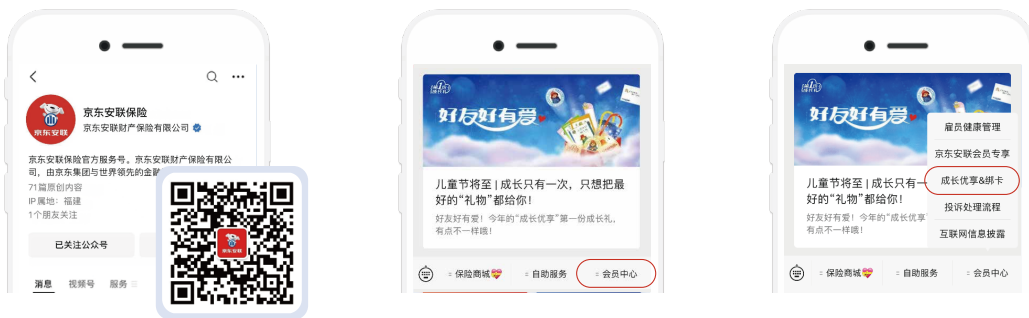 京东安联
京东安联保险
京东安联财产保险有限公司
京东安联保险官方服务号。京东安联财产保险有限公
司，由京东集团与世界领先的金融
71篇原创内容
IP属地：福建
1个朋友关注
已关注公众号
消息 视频号 服务
京东安联
好友好有爱
儿童节将至 | 成长只有一次，只想把最
好的“礼物”都给你！
好友好有爱！今年的“成长优享”第一份成长礼，
有点不一样哦！
保险商城 自助服务 会员中心
好友好有爱
儿童节将至 | 成长只有一
好的“礼物”都给你！
好友好有爱！今年的“成长优享”
有点不一样哦！
雇员健康管理
京东安联会员专享
成长优享&绑卡
投诉处理流程
互联网信息披露
保险商城 自助服务 会员中心